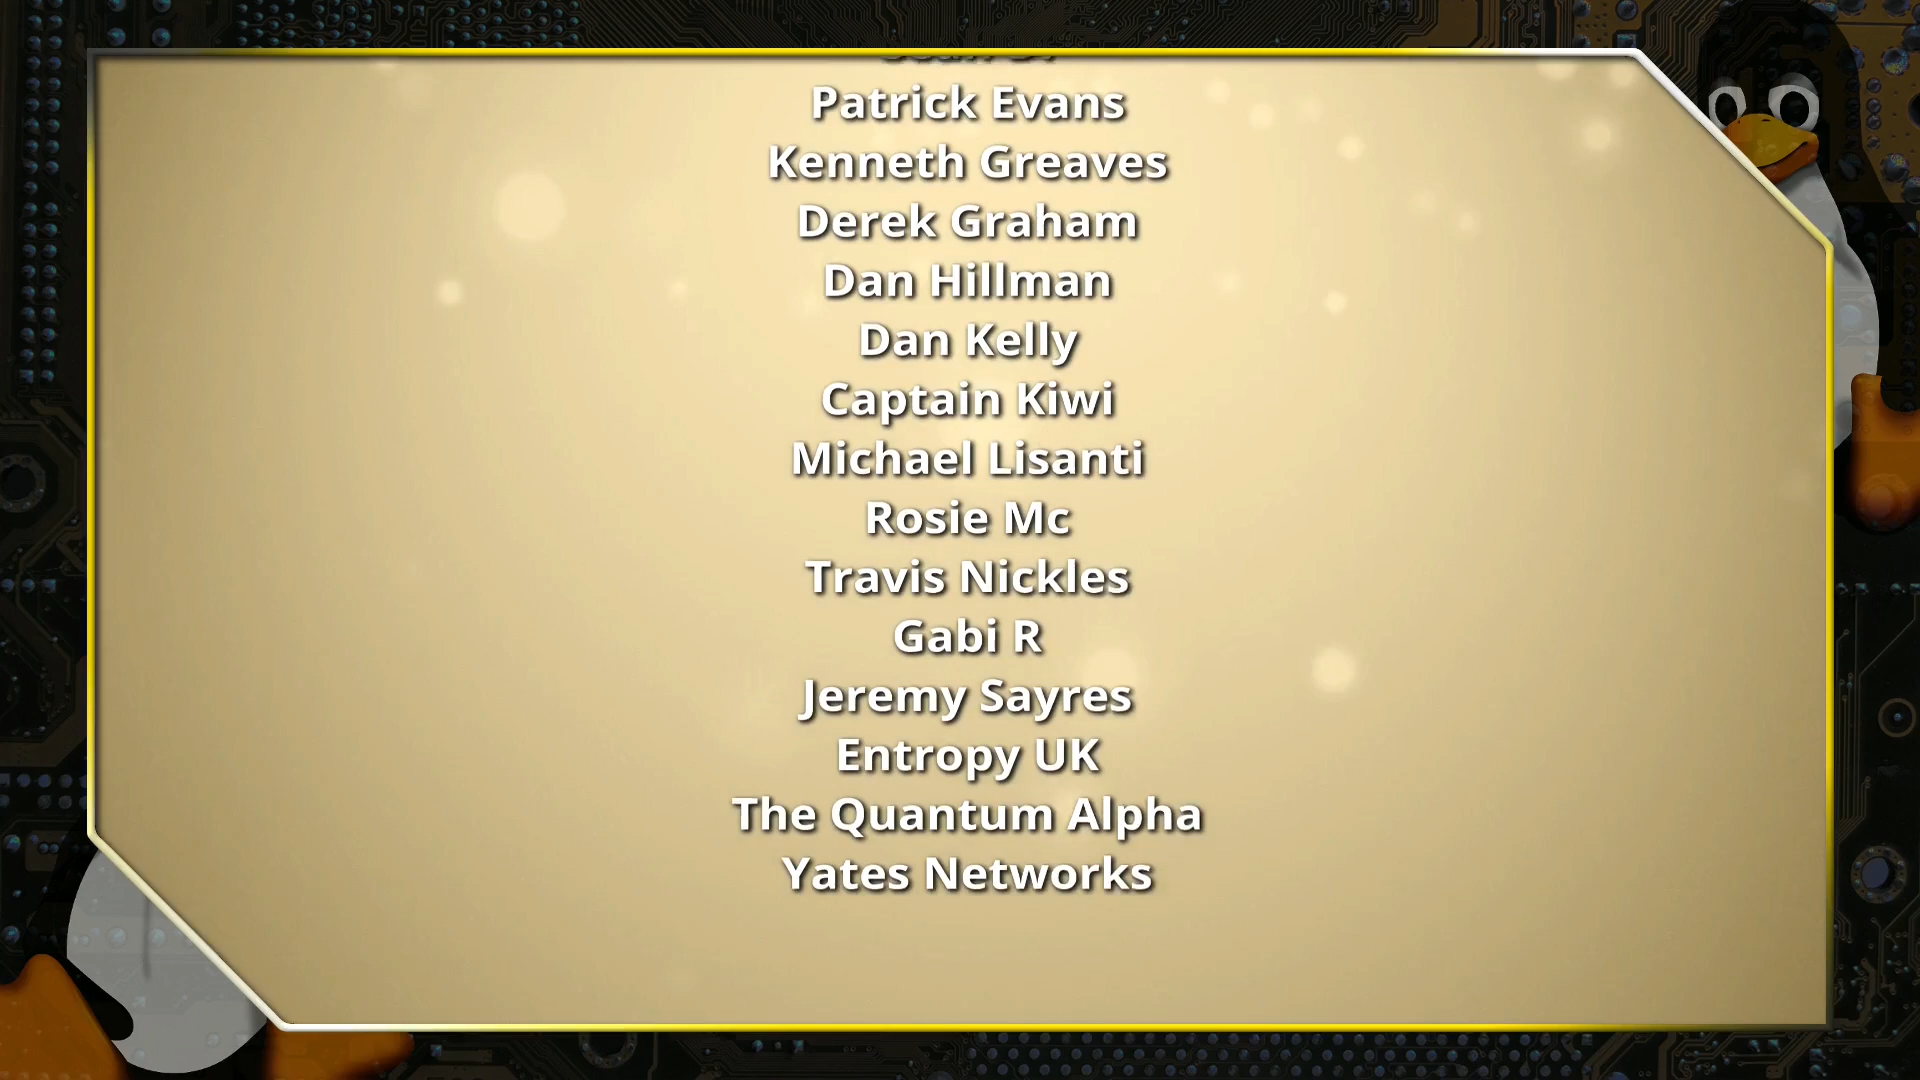 Patrick Evans
Kenneth Greaves
Derek Graham
Dan Hillman
Dan Kelly
Captain Kiwi
Michael Lisanti
Rosie Mc
Travis Nickles
Gabi R
Jeremy Sayres
Entropy UK
The Quantum Alpha
Yates Networks